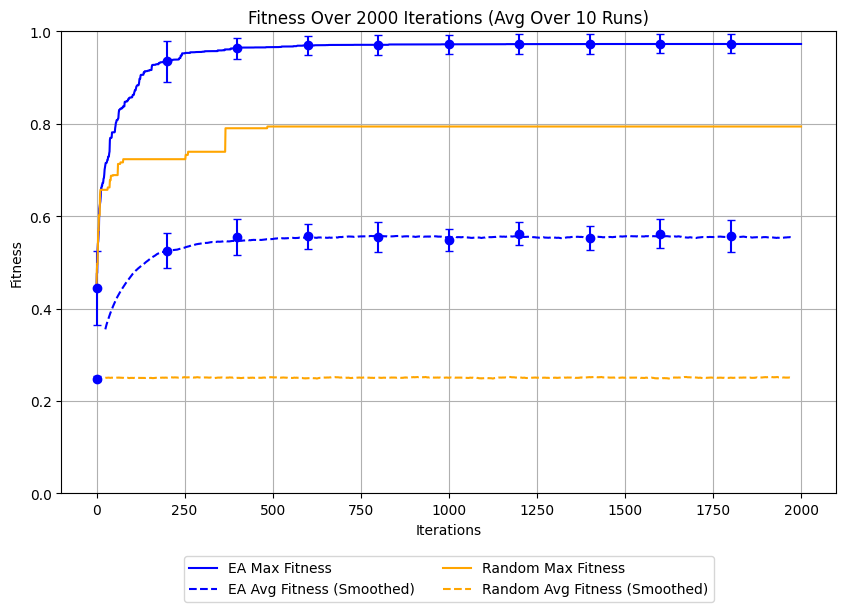 Fitness Over 2000 Iterations (Avg Over 10 Runs)
1.0
0.8
0.6
0.4
0.2
0.0
Fitness
0 250 500 750 1000 1250 1500 1750 2000
Iterations
EA Max Fitness Random Max Fitness
EA Avg Fitness (Smoothed) Random Avg Fitness (Smoothed)